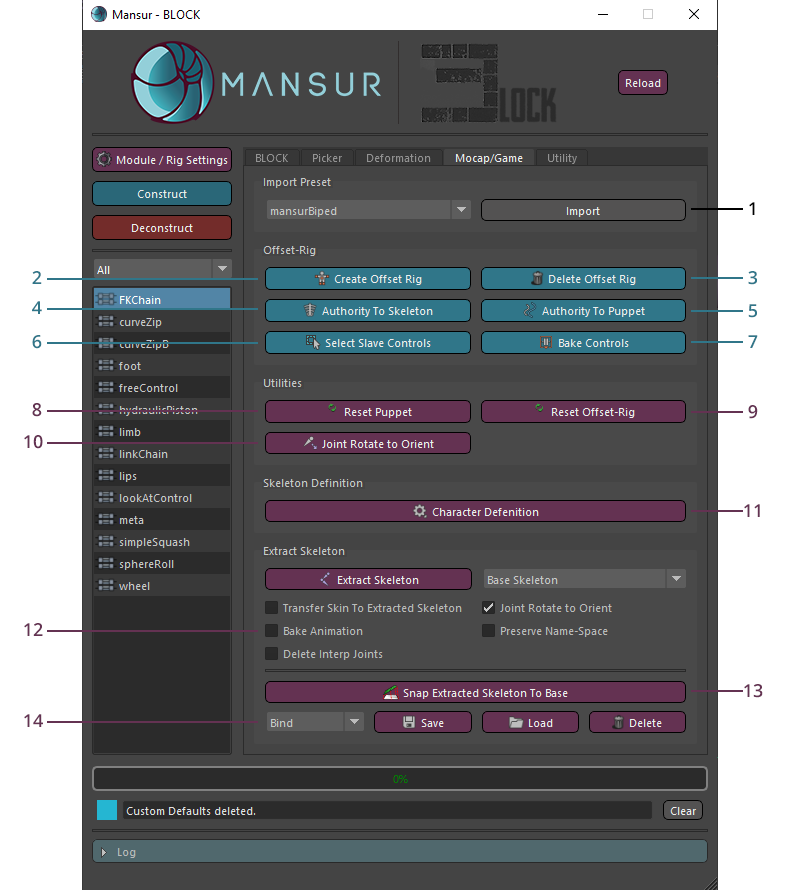 Mansur - BLOCK
MANSUR
BLOCK
Reload
Module / Rig Settings
Construct
Deconstruct
All
FKChain
curveZip
curveZipB
foot
freeControl
hydraulicPiston
limb
linkChain
lips
lookAtControl
meta
simpleSquash
sphereRoll
wheel
BLOCK Picker Deformation Mocap/Game Utility
Import Preset
mansurBiped Import 1
Offset-Rig
2 Create Offset Rig Delete Offset Rig 3
4 Authority To Skeleton Authority To Puppet 5
6 Select Slave Controls Bake Controls 7
Utilities
8 Reset Puppet Reset Offset-Rig 9
10 Joint Rotate to Orient
Skeleton Definition
Character Defenition 11
Extract Skeleton
Extract Skeleton Base Skeleton
Transfer Skin To Extracted Skeleton Joint Rotate to Orient
12 Bake Animation Preserve Name-Space
Delete Interp Joints
Snap Extracted Skeleton To Base 13
14 Bind Save Load Delete
0%
Custom Defaults deleted. Clear
Log